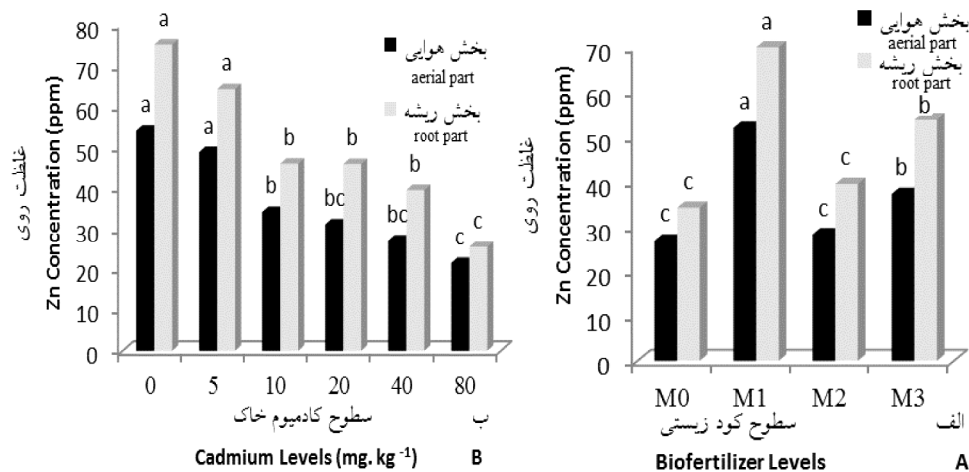 80
70
60
50
40
30
20
10
0
غلظت روی
Zn Concentration (ppm)
بخش هوایی
aerial part
بخش ریشه
root part
a
a
a
a
b
b
b
bc
b
bc
c
c
0 5 10 20 40 80
سطوح کادمیوم خاک
ب
Cadmium Levels (mg. kg -1) B
70
60
50
40
30
20
10
0
غلظت روی
Zn Concentration (ppm)
بخش هوایی
aerial part
بخش ریشه
root part
c
c
a
a
c
c
b
b
M0 M1 M2 M3
سطوح کود زیستی
الف
Biofertilizer Levels A